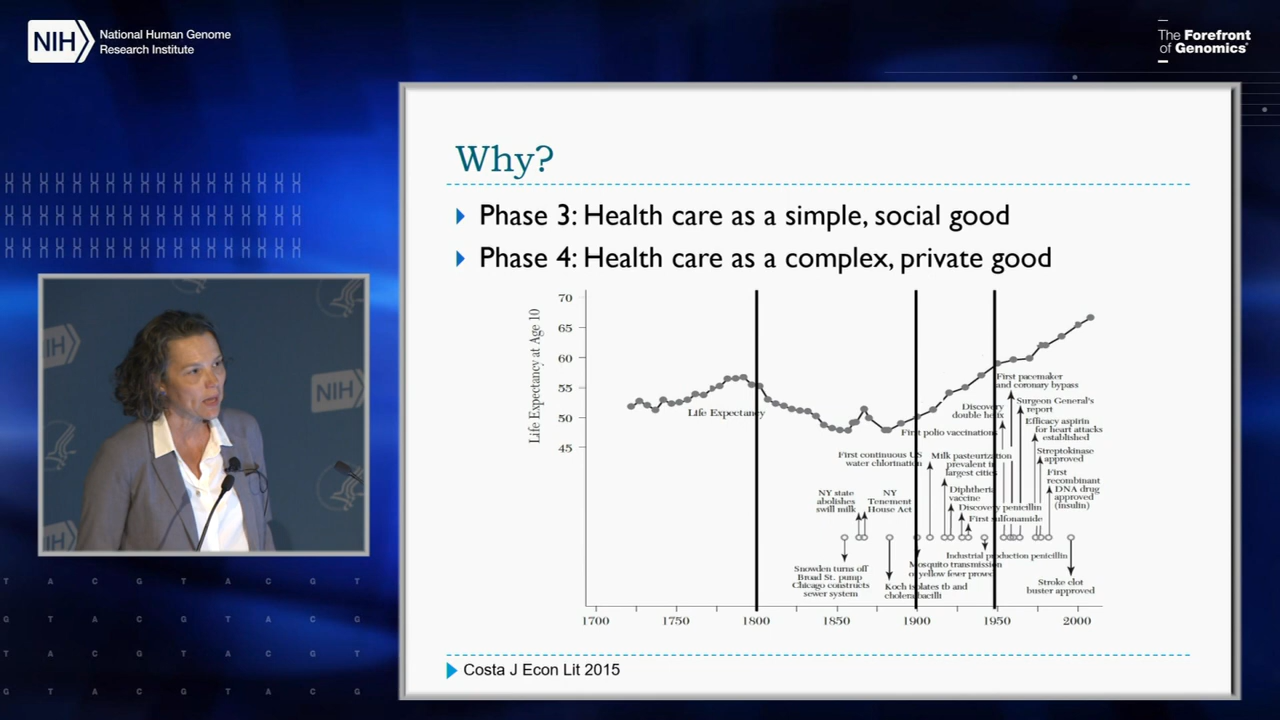 NIH
National Human Genome
Research Institute
The Forefront
of Genomics®
Why?
Phase 3: Health care as a simple, social good
Phase 4: Health care as a complex, private good
Life Expectancy at Age 10
70
65
60
55
50
45
Life Expectancy
First pacemaker
and coronary bypass
Discovery
double helix
Surgeon General's
report
First polio vaccinations
Efficacy aspirin
for heart attacks
established
First continuous US
water chlorination
Milk pasteurization
prevalent in
largest cities
Streptokinase
approved
First
recombinant
DNA drug
approved
(insulin)
NY state
abolishes
swill milk
NY
Tenement
House Act
Diphtheria
vaccine
Discovery penicillin
First sulfonamide
Industrial production penicillin
Snowden turns off
Broad St. pump
Chicago constructs
sewer system
Mosquito transmission
of yellow fever proved
Koch isolates tb and
cholera bacilli
Stroke clot
buster approved
1700
1750
1800
1850
1900
1950
2000
Costa J Econ Lit 2015
NIH
T A C G T A C G T
G T A C G T A C G
T A C G T A C G T
G T A C G T A C G